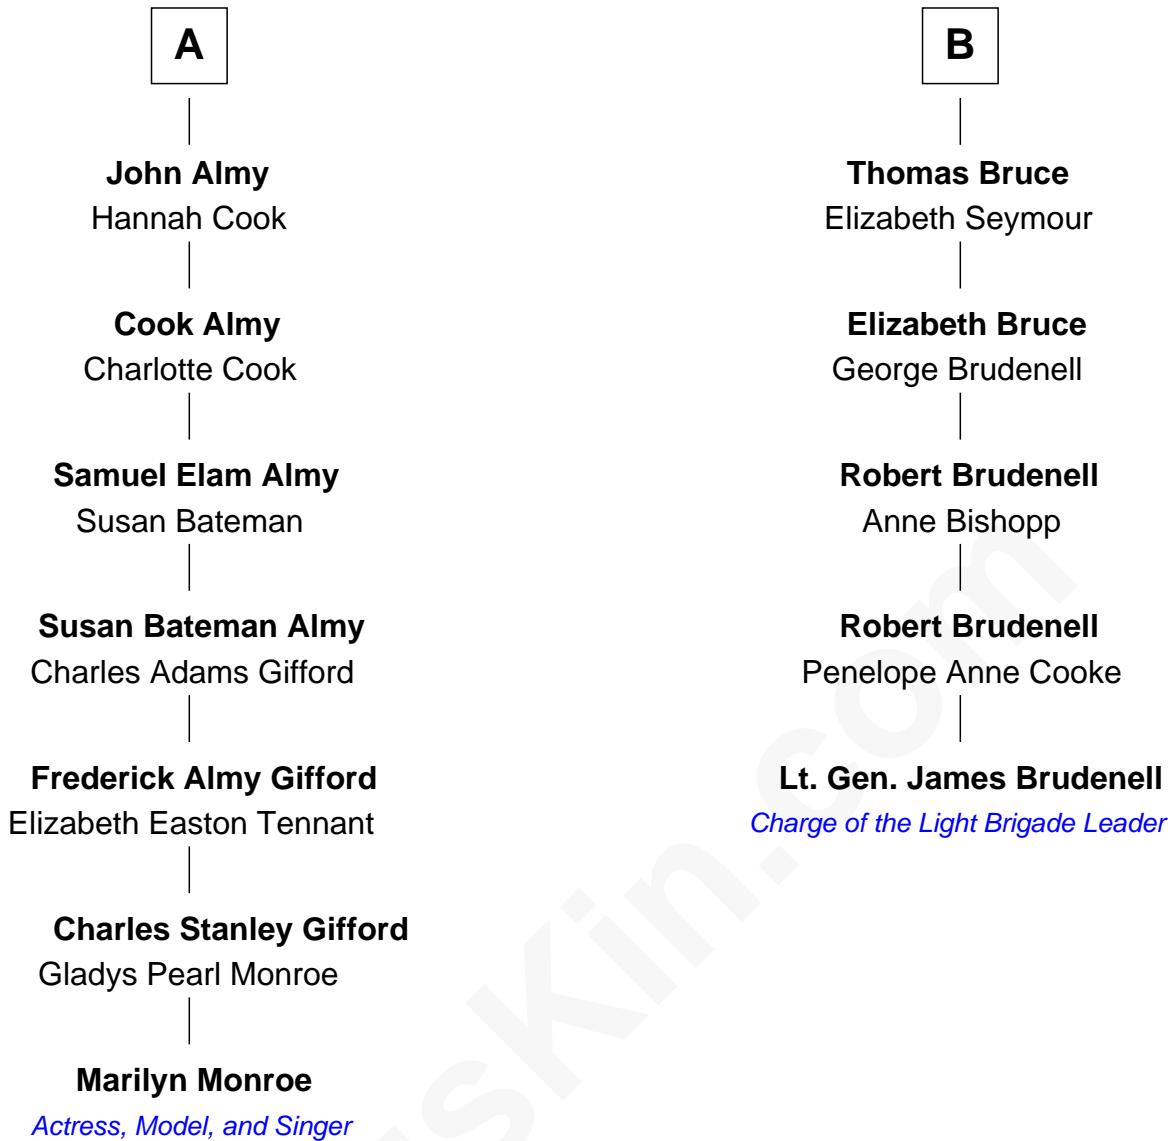 A
John Almy
Hannah Cook
Cook Almy
Charlotte Cook
Samuel Elam Almy
Susan Bateman
Susan Bateman Almy
Charles Adams Gifford
Frederick Almy Gifford
Elizabeth Easton Tennant
Charles Stanley Gifford
Gladys Pearl Monroe
Marilyn Monroe
Actress, Model, and Singer
B
Thomas Bruce
Elizabeth Seymour
Elizabeth Bruce
George Brudenell
Robert Brudenell
Anne Bishopp
Robert Brudenell
Penelope Anne Cooke
Lt. Gen. James Brudenell
Charge of the Light Brigade Leader